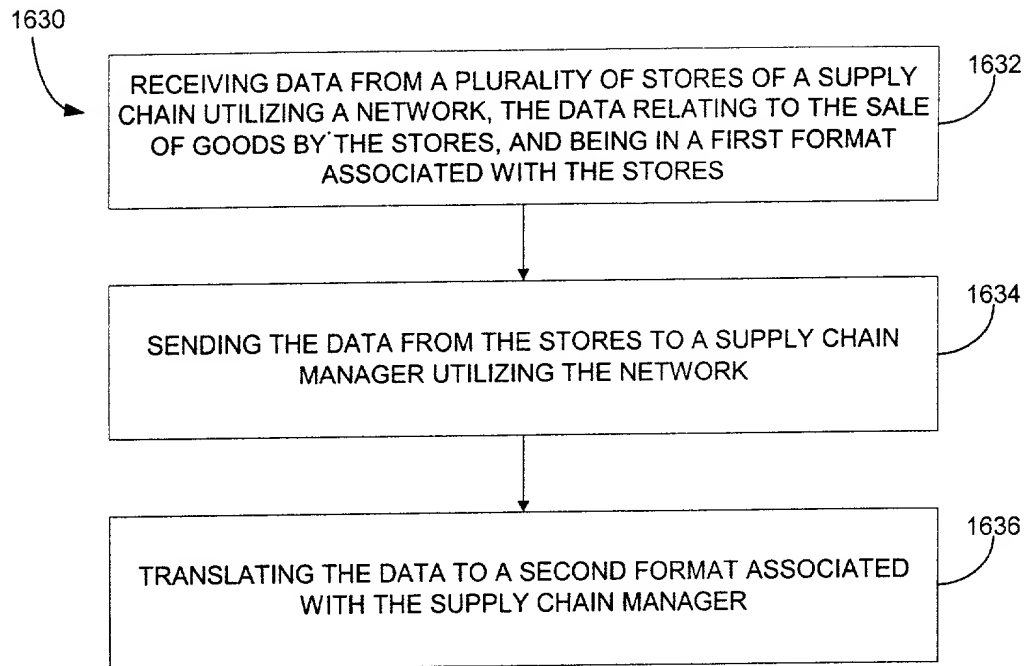 1630
RECEIVING DATA FROM A PLURALITY OF STORES OF A SUPPLY
CHAIN UTILIZING A NETWORK, THE DATA RELATING TO THE SALE
OF GOODS BY THE STORES, AND BEING IN A FIRST FORMAT
ASSOCIATED WITH THE STORES
1632
SENDING THE DATA FROM THE STORES TO A SUPPLY CHAIN
MANAGER UTILIZING THE NETWORK
1634
TRANSLATING THE DATA TO A SECOND FORMAT ASSOCIATED
WITH THE SUPPLY CHAIN MANAGER
1636